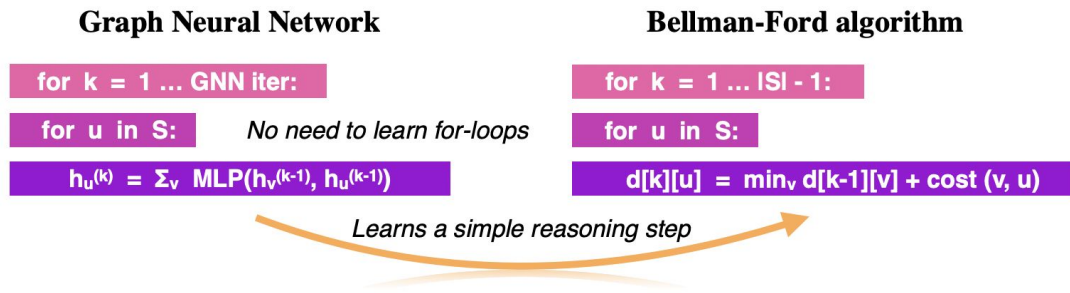 Graph Neural Network
for k = 1 ... GNN iter:
for u in S:
No need to learn for-loops
hᵤ⁽ᵏ⁾ = Σᵥ MLP(hᵥ⁽ᵏ⁻¹⁾, hᵤ⁽ᵏ⁻¹⁾)
Bellman-Ford algorithm
for k = 1 ... |S| - 1:
for u in S:
d[k][u] = minᵥ d[k-1][v] + cost (v, u)
Learns a simple reasoning step